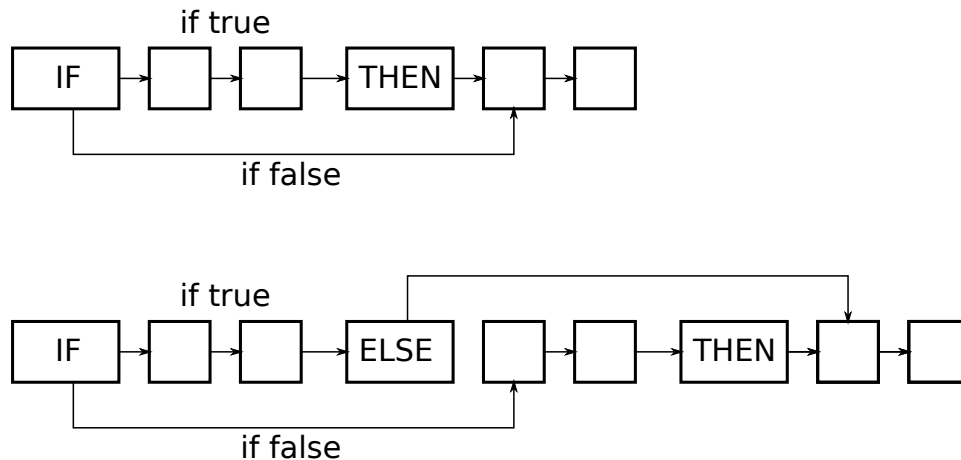 if true
IF THEN
if false
if true
IF ELSE THEN
if false